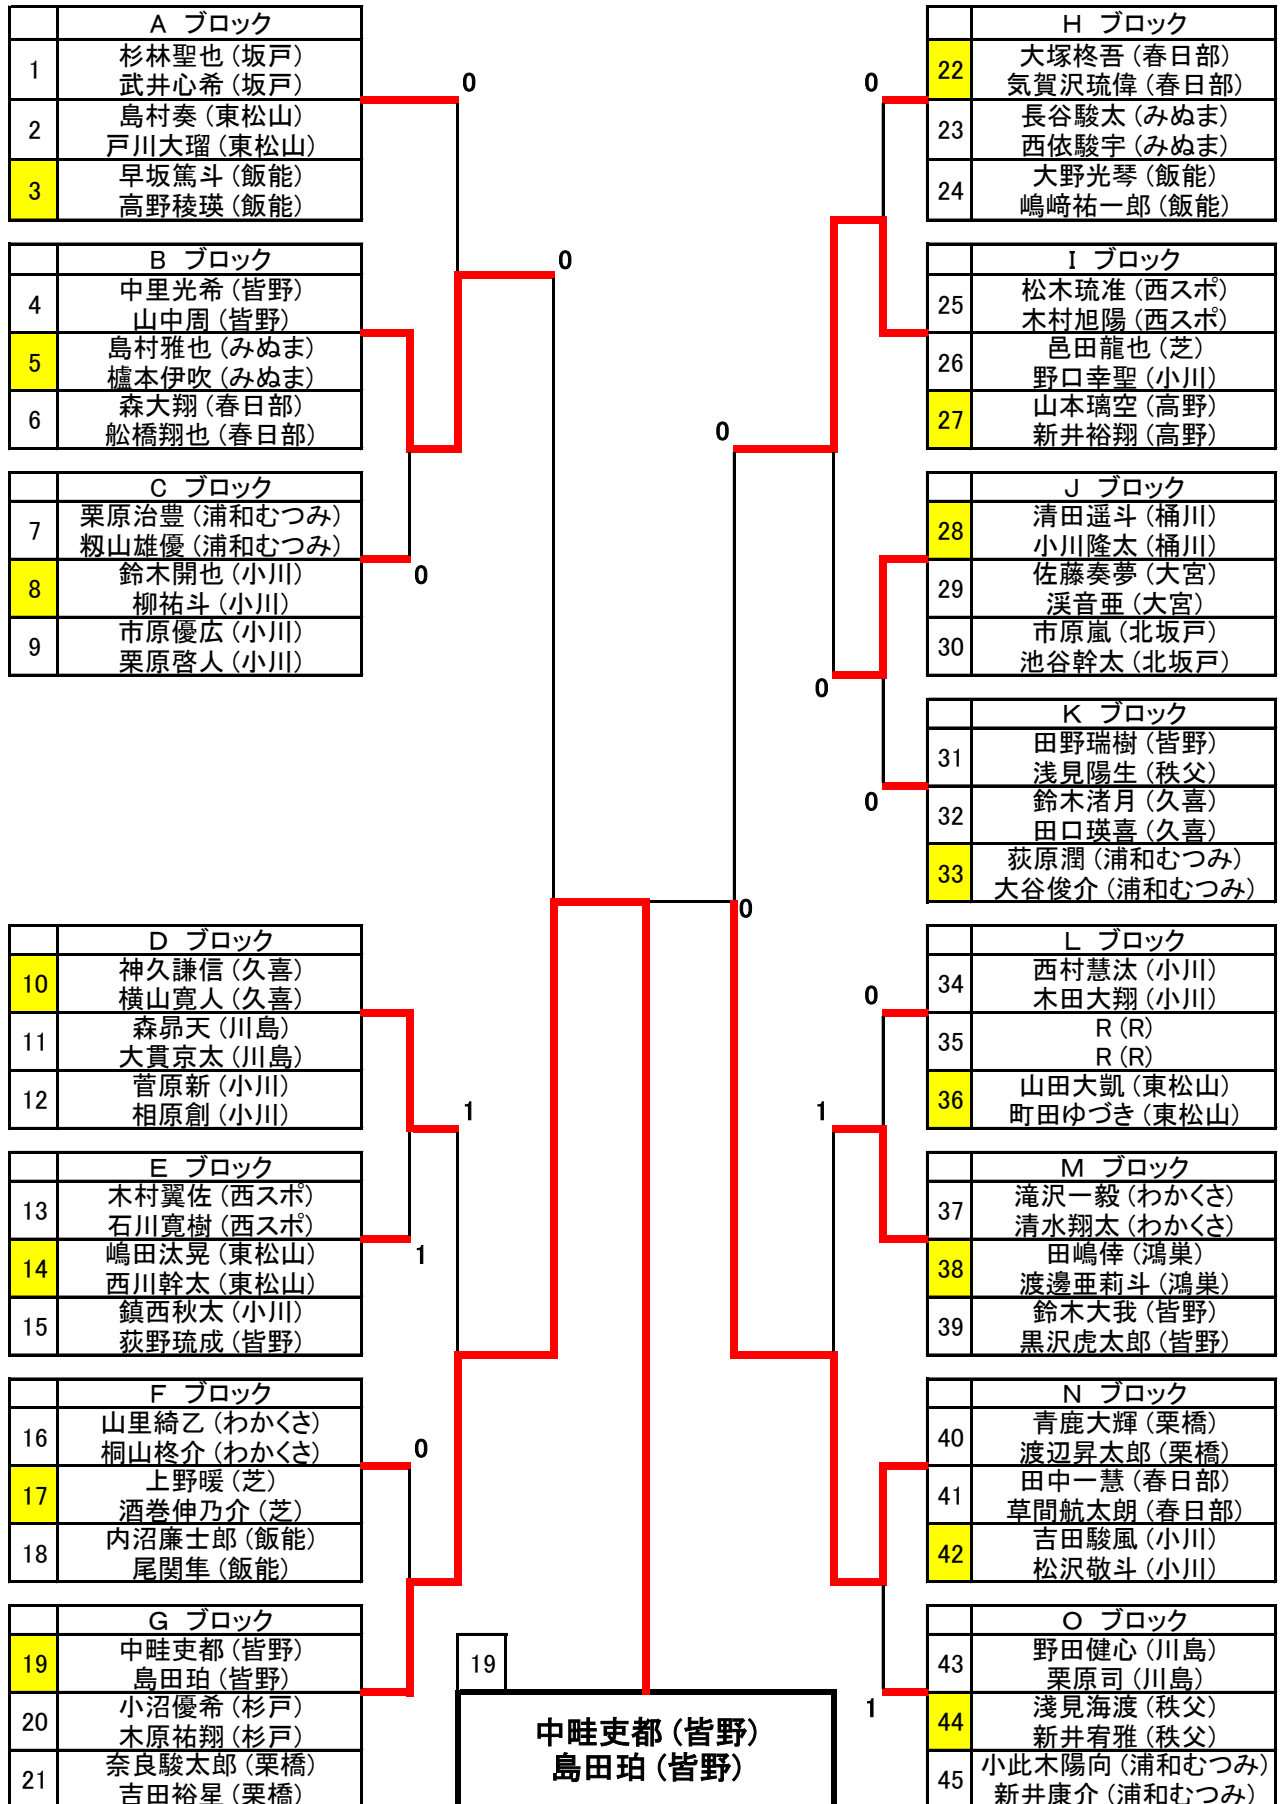 A ブロック
1
杉林聖也 (坂戸)
武井心希 (坂戸)
2
島村奏 (東松山)
戸川大瑠 (東松山)
3
早坂篤斗 (飯能)
高野稜瑛 (飯能)
B ブロック
4
中里光希 (皆野)
山中周 (皆野)
5
島村雅也 (みぬま)
櫨本伊吹 (みぬま)
6
森大翔 (春日部)
舩橋翔也 (春日部)
C ブロック
7
栗原治豊 (浦和むつみ)
籾山雄優 (浦和むつみ)
8
鈴木開也 (小川)
柳祐斗 (小川)
9
市原優広 (小川)
栗原啓人 (小川)
D ブロック
10
神久謙信 (久喜)
横山寛人 (久喜)
11
森昴天 (川島)
大貫京太 (川島)
12
菅原新 (小川)
相原創 (小川)
E ブロック
13
木村翼佐 (西スポ)
石川寛樹 (西スポ)
14
嶋田汰晃 (東松山)
西川幹太 (東松山)
15
鎮西秋太 (小川)
荻野琉成 (皆野)
F ブロック
16
山里綺乙 (わかくさ)
桐山柊介 (わかくさ)
17
上野暖 (芝)
酒巻伸乃介 (芝)
18
内沼廉士郎 (飯能)
尾関隼 (飯能)
G ブロック
19
中畦吏都 (皆野)
島田珀 (皆野)
20
小沼優希 (杉戸)
木原祐翔 (杉戸)
21
奈良駿太郎 (栗橋)
吉田裕星 (栗橋)
0
0
0
1
1
0
19
中畦吏都 (皆野)
島田珀 (皆野)
0
0
0
0
0
0
1
1
H ブロック
22
大塚柊吾 (春日部)
気賀沢琉偉 (春日部)
23
長谷駿太 (みぬま)
西依駿宇 (みぬま)
24
大野光琴 (飯能)
嶋﨑祐一郎 (飯能)
I ブロック
25
松木琉准 (西スポ)
木村旭陽 (西スポ)
26
邑田龍也 (芝)
野口幸聖 (小川)
27
山本璃空 (高野)
新井裕翔 (高野)
J ブロック
28
清田遥斗 (桶川)
小川隆太 (桶川)
29
佐藤奏夢 (大宮)
渓音亜 (大宮)
30
市原嵐 (北坂戸)
池谷幹太 (北坂戸)
K ブロック
31
田野瑞樹 (皆野)
浅見陽生 (秩父)
32
鈴木渚月 (久喜)
田口瑛喜 (久喜)
33
荻原潤 (浦和むつみ)
大谷俊介 (浦和むつみ)
L ブロック
34
西村慧汰 (小川)
木田大翔 (小川)
35
R (R)
R (R)
36
山田大凱 (東松山)
町田ゆづき (東松山)
M ブロック
37
滝沢一毅 (わかくさ)
清水翔太 (わかくさ)
38
田嶋倖 (鴻巣)
渡邊亜莉斗 (鴻巣)
39
鈴木大我 (皆野)
黒沢虎太郎 (皆野)
N ブロック
40
青鹿大輝 (栗橋)
渡辺昇太郎 (栗橋)
41
田中一慧 (春日部)
草間航太朗 (春日部)
42
吉田駿風 (小川)
松沢敬斗 (小川)
O ブロック
43
野田健心 (川島)
栗原司 (川島)
44
淺見海渡 (秩父)
新井宥雅 (秩父)
45
小此木陽向 (浦和むつみ)
新井康介 (浦和むつみ)